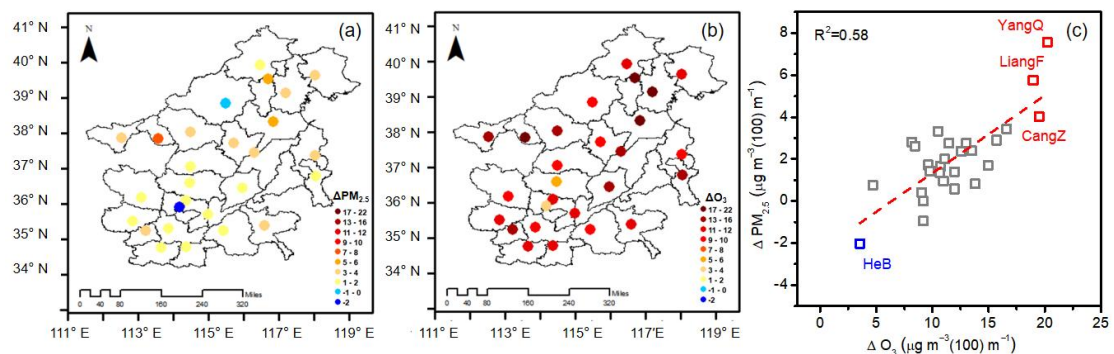 (a)
41° N
40° N
39° N
38° N
37° N
36° N
35° N
34° N
ΔPM2.5
17 - 22
13 - 16
11 - 12
9 - 10
7 - 8
5 - 6
3 - 4
1 - 2
-1 - 0
-2
0 40 80 160 240 320
Miles
111° E 113° E 115° E 117° E 119° E
(b)
41° N
40° N
39° N
38° N
37° N
36° N
35° N
34° N
ΔO3
17 - 22
13 - 16
11 - 12
9 - 10
7 - 8
5 - 6
3 - 4
1 - 2
-1 - 0
-2
0 40 80 160 240 320
Miles
111° E 113° E 115° E 117° E 119° E
(c)
R²=0.58
YangQ
LiangF
CangZ
HeB
8
6
4
2
0
-2
-4
Δ PM2.5 (μg m⁻³(100) m⁻¹)
0 5 10 15 20 25
Δ O3 (μg m⁻³(100) m⁻¹)